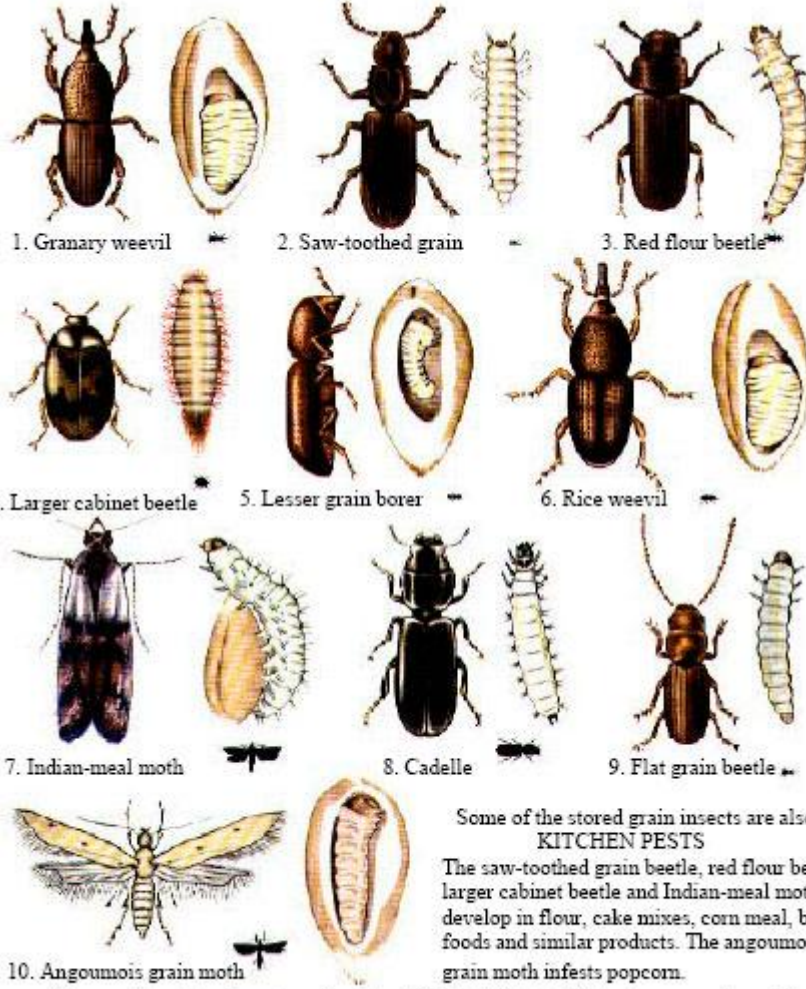 1. Granary weevil
2. Saw-toothed grain
3. Red flour beetle
. Larger cabinet beetle
5. Lesser grain borer
6. Rice weevil
7. Indian-meal moth
8. Cadelle
9. Flat grain beetle
10. Angoumois grain moth
Some of the stored grain insects are also
KITCHEN PESTS
The saw-toothed grain beetle, red flour be
larger cabinet beetle and Indian-meal mot
develop in flour, cake mixes, corn meal, b
foods and similar products. The angoumo
grain moth infests popcorn.